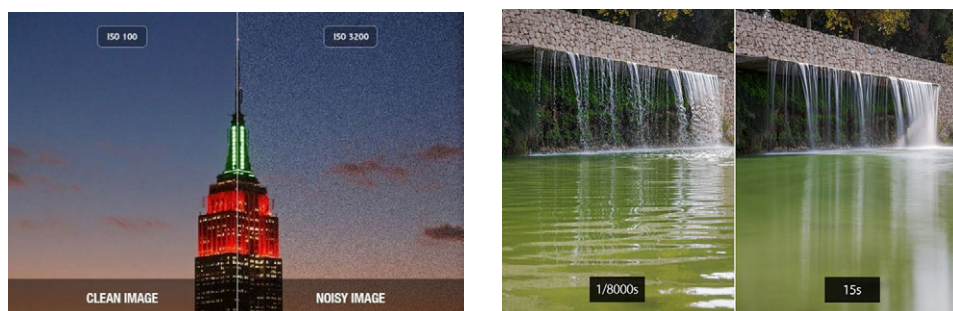 ISO 100
ISO 3200
CLEAN IMAGE
NOISY IMAGE
1/8000s
15s